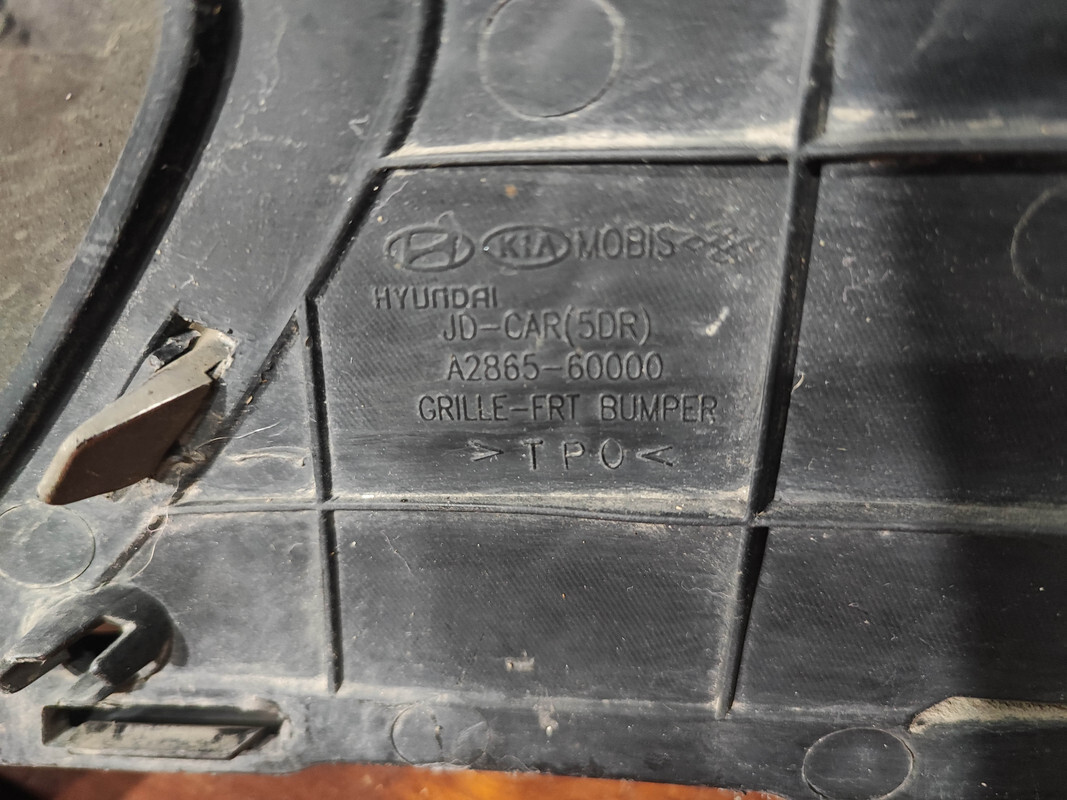 KIA MOBIS
HYUNDAI
JD-CAR(5DR)
A2865-60000
GRILLE-FRT BUMPER
>TPO<